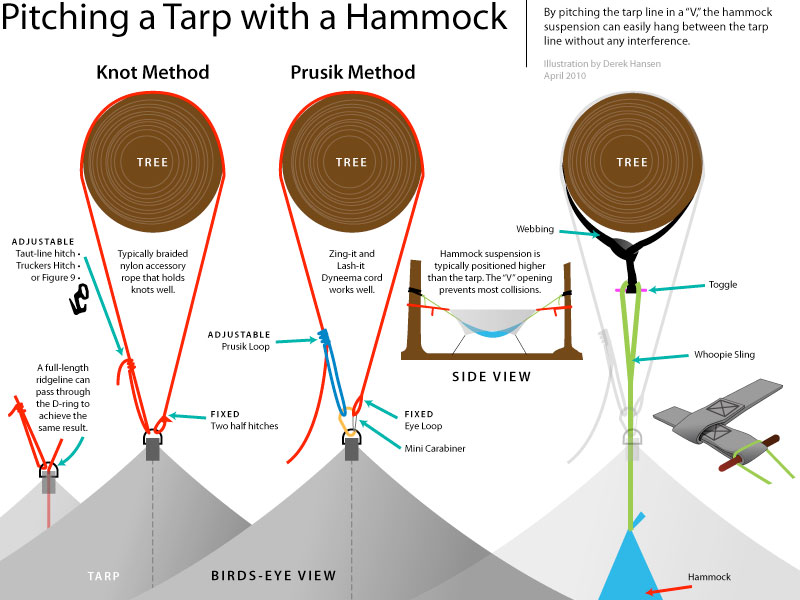 Pitching a Tarp with a Hammock
By pitching the tarp line in a “V,” the hammock
suspension can easily hang between the tarp
line without any interference.
Illustration by Derek Hansen
April 2010
Knot Method
TREE
ADJUSTABLE
Taut-line hitch •
Truckers Hitch •
or Figure 9 •
Typically braided
nylon accessory
rope that holds
knots well.
A full-length
ridgeline can
pass through
the D-ring to
achieve the
same result.
FIXED
Two half hitches
Prusik Method
TREE
Zing-it and
Lash-it
Dyneema cord
works well.
ADJUSTABLE
Prusik Loop
FIXED
Eye Loop
Mini Carabiner
Hammock suspension is
typically positioned higher
than the tarp. The “V” opening
prevents most collisions.
SIDE VIEW
TREE
Webbing
Toggle
Whoopie Sling
Hammock
TARP
BIRDS-EYE VIEW